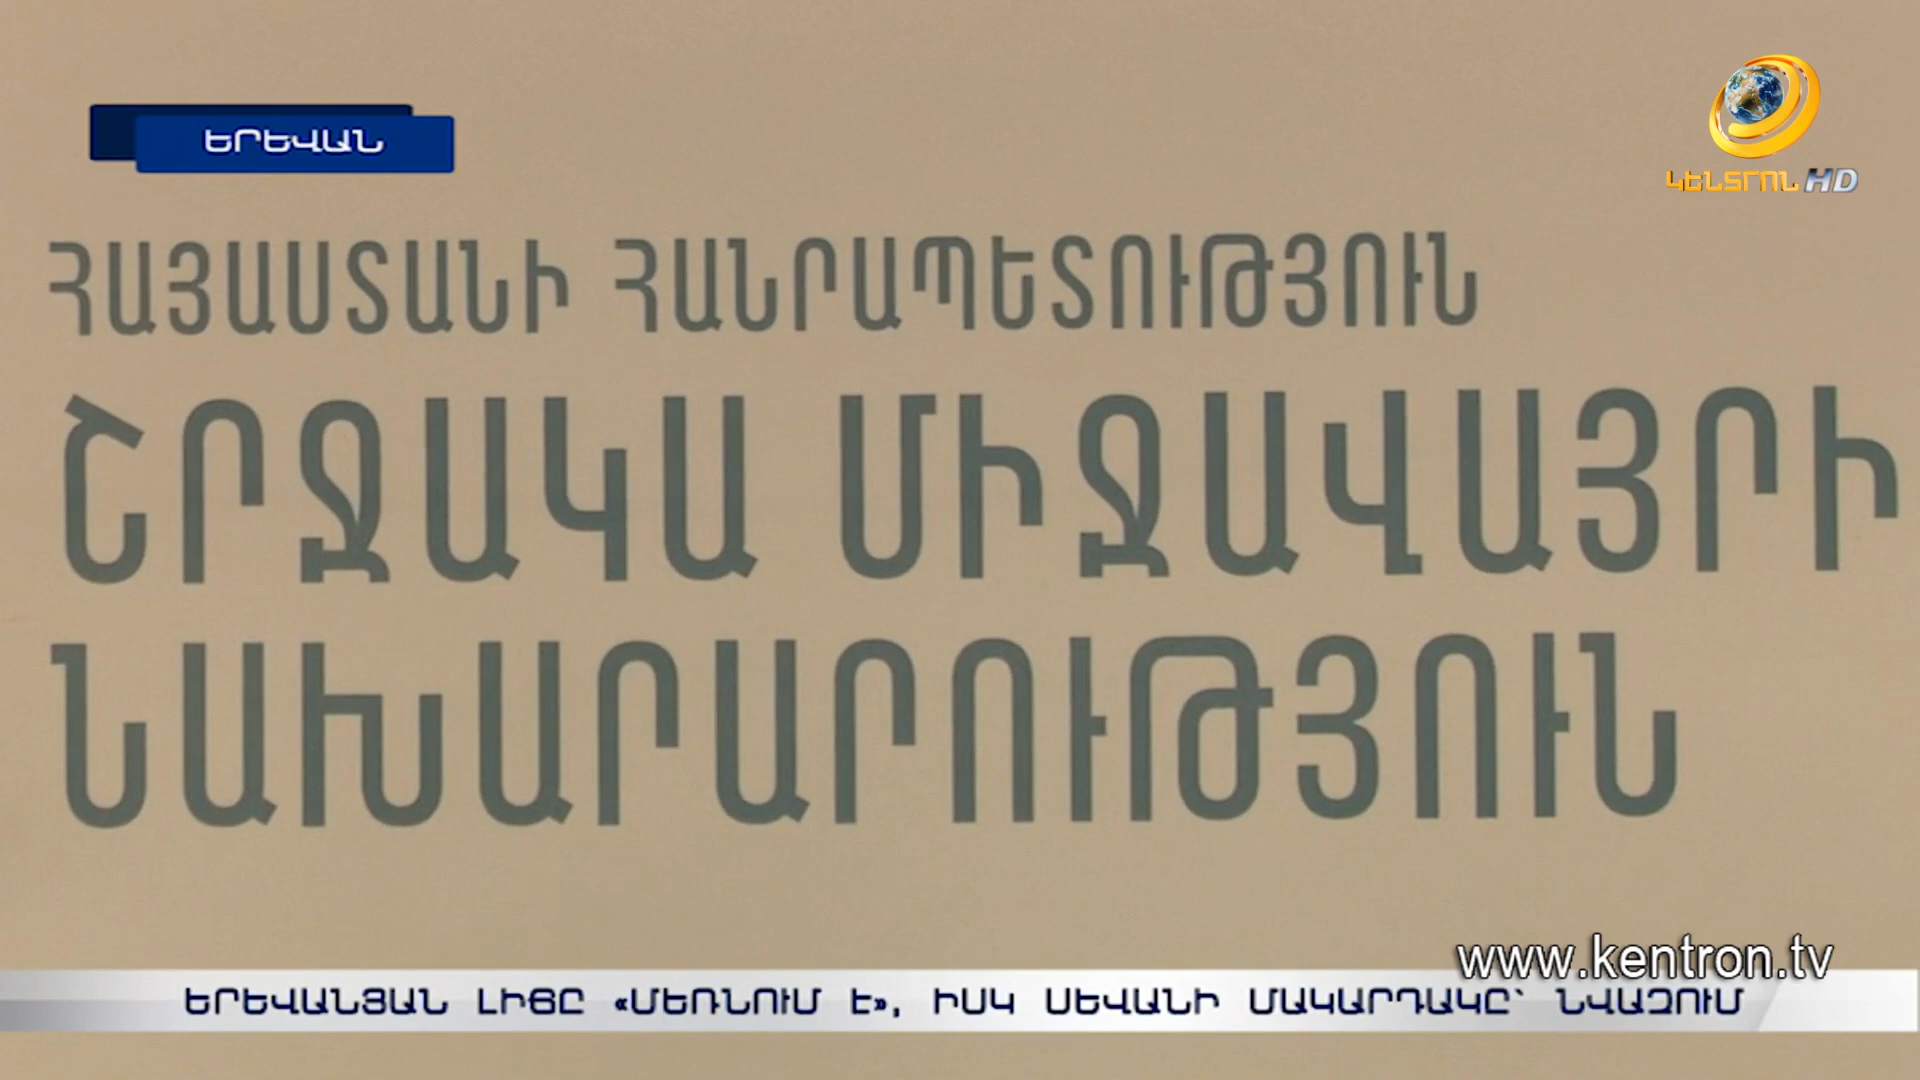 ԵՐԵՎԱՆ
ԿԵՆՏՐՈՆ HD
ՀԱՅԱՍՏԱՆԻ ՀԱՆՐԱՊԵՏՈՒԹՅՈՒՆ
ՇՐՋԱԿԱ ՄԻՋԱՎԱՅՐԻ
ՆԱԽԱՐԱՐՈՒԹՅՈՒՆ
www.kentron.tv
ԵՐԵՎԱՆՅԱՆ ԼԻՃԸ «ՄԵՌՆՈՒՄ Է», ԻՍԿ ՍԵՎԱՆԻ ՄԱԿԱՐԴԱԿԸ՝ ՆՎԱԶՈՒՄ